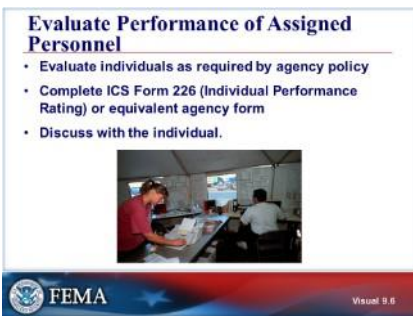 Evaluate Performance of Assigned
Personnel
• Evaluate individuals as required by agency policy
• Complete ICS Form 226 (Individual Performance
Rating) or equivalent agency form
• Discuss with the individual.
FEMA
Visual 9.6